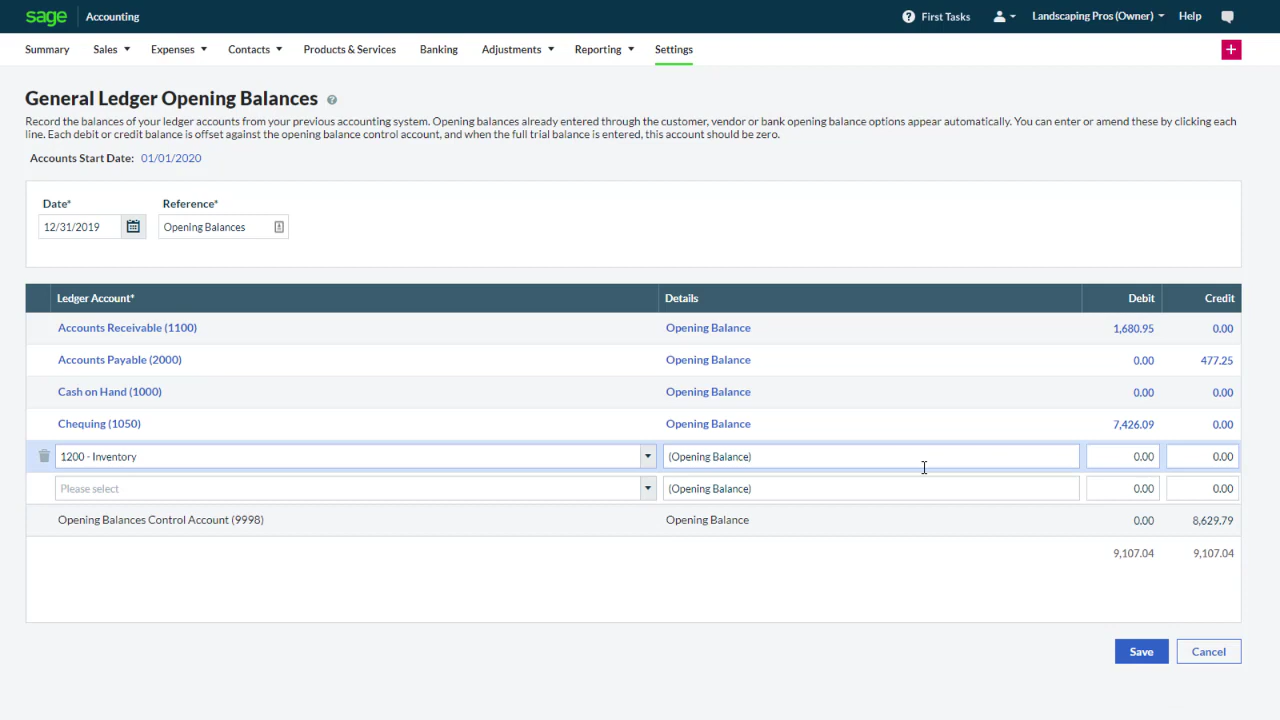 sage Accounting First Tasks Landscaping Pros (Owner) Help
Summary Sales Expenses Contacts Products & Services Banking Adjustments Reporting Settings +
General Ledger Opening Balances ?
Record the balances of your ledger accounts from your previous accounting system. Opening balances already entered through the customer, vendor or bank opening balance options appear automatically. You can enter or amend these by clicking each
line. Each debit or credit balance is offset against the opening balance control account, and when the full trial balance is entered, this account should be zero.
Accounts Start Date: 01/01/2020
Date* Reference*
12/31/2019 Opening Balances
Ledger Account* Details Debit Credit
Accounts Receivable (1100) Opening Balance 1,680.95 0.00
Accounts Payable (2000) Opening Balance 0.00 477.25
Cash on Hand (1000) Opening Balance 0.00 0.00
Chequing (1050) Opening Balance 7,426.09 0.00
1200 - Inventory (Opening Balance) 0.00 0.00
Please select (Opening Balance) 0.00 0.00
Opening Balances Control Account (9998) Opening Balance 0.00 8,629.79
9,107.04 9,107.04
Save Cancel